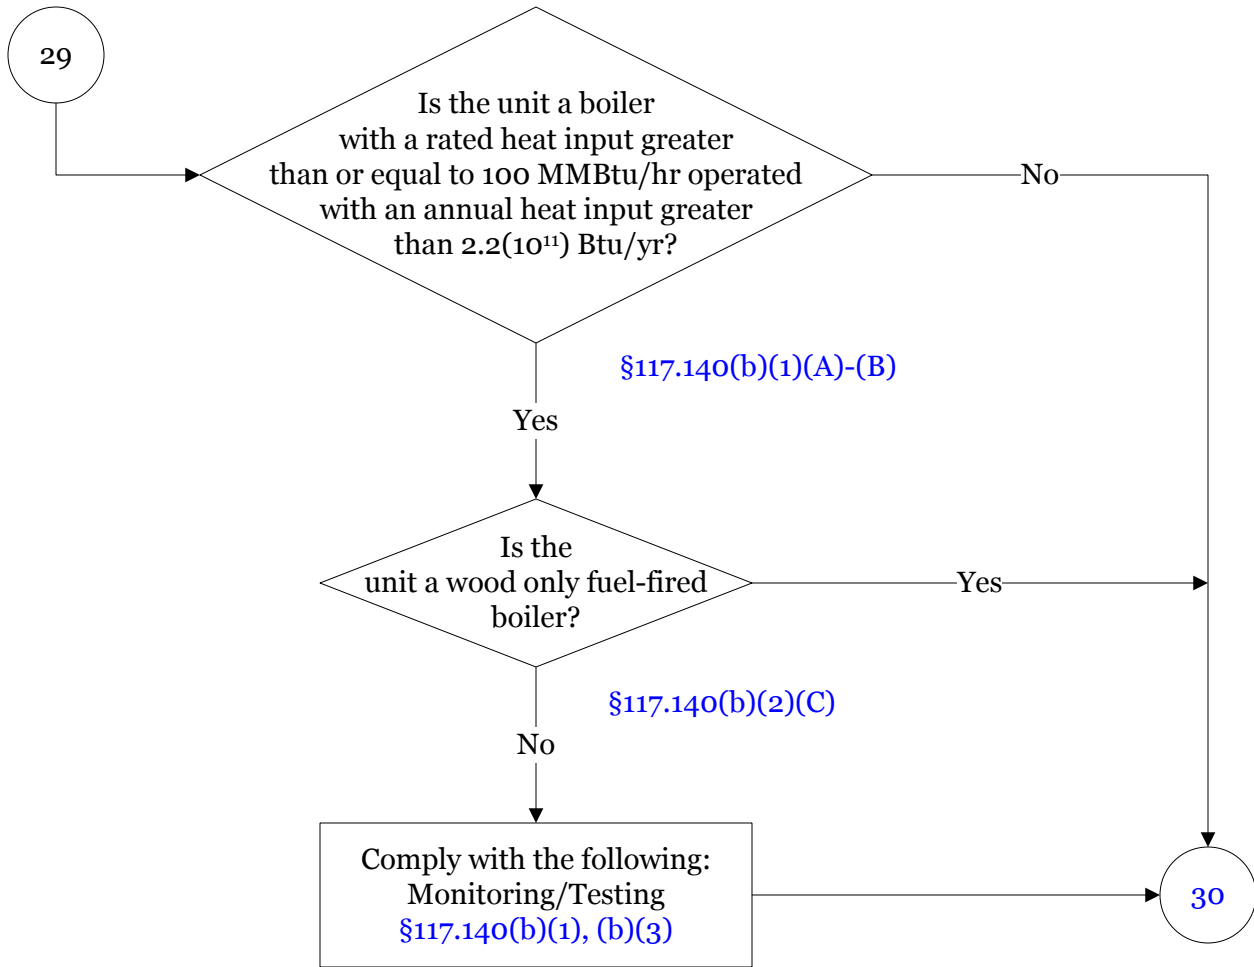 29
Is the unit a boiler
with a rated heat input greater
than or equal to 100 MMBtu/hr operated
with an annual heat input greater
than 2.2(10¹¹) Btu/yr?
No
§117.140(b)(1)(A)-(B)
Yes
Is the
unit a wood only fuel-fired
boiler?
Yes
§117.140(b)(2)(C)
No
Comply with the following:
Monitoring/Testing
§117.140(b)(1), (b)(3)
30